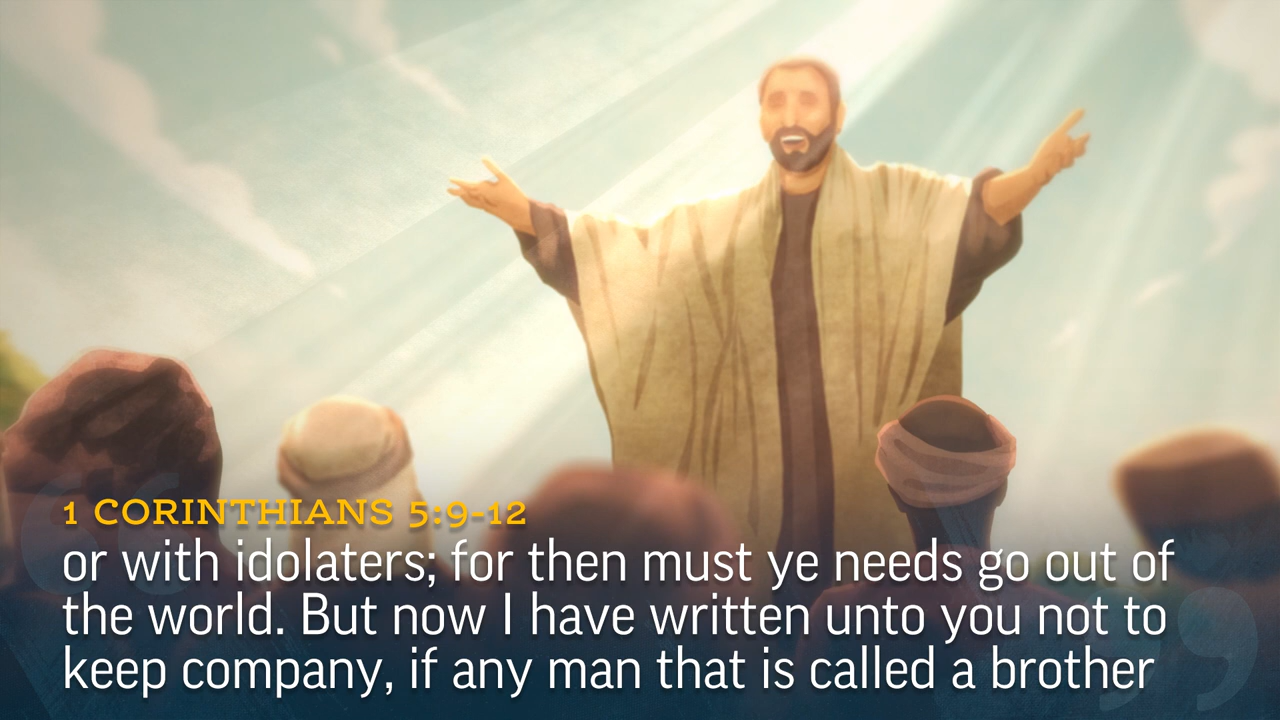 1 CORINTHIANS 5:9-12
or with idolaters; for then must ye needs go out of
the world. But now I have written unto you not to
keep company, if any man that is called a brother